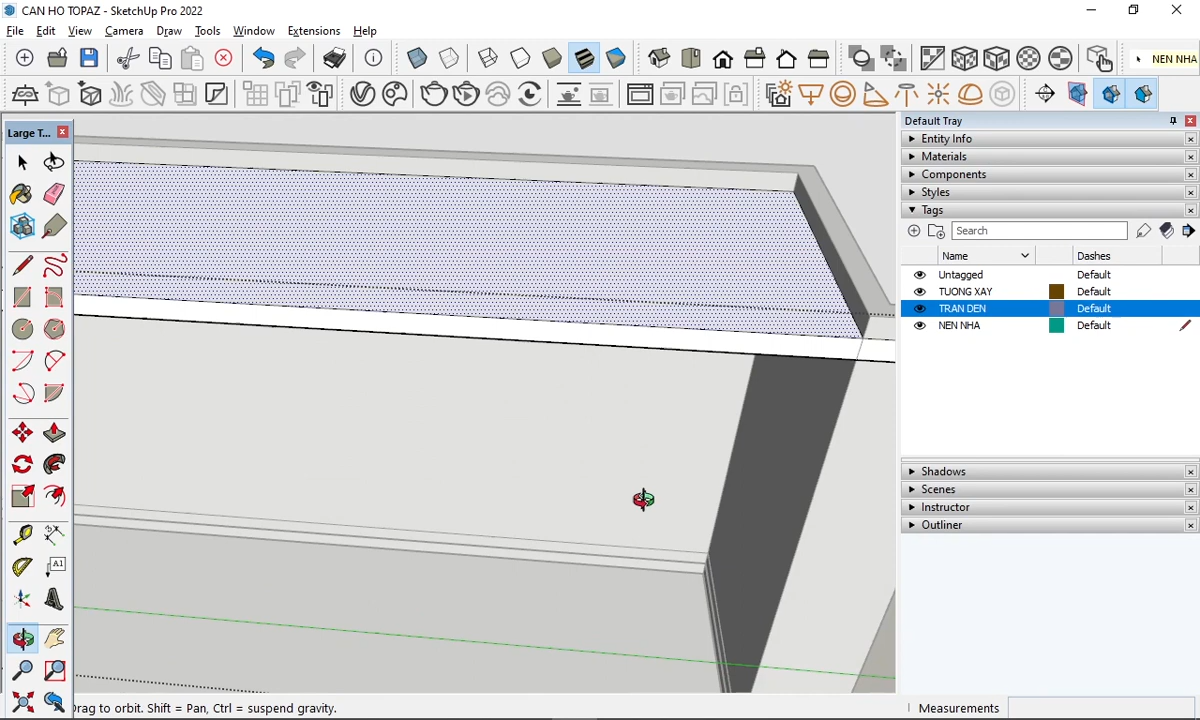 CAN HO TOPAZ - SketchUp Pro 2022
File Edit View Camera Draw Tools Window Extensions Help
NEN NHA
Large T...
Default Tray
Entity Info
Materials
Components
Styles
Tags
Search
Name Dashes
Untagged Default
TUONG XAY Default
TRAN DEN Default
NEN NHA Default
Shadows
Scenes
Instructor
Outliner
A1
Drag to orbit. Shift = Pan, Ctrl = suspend gravity.
Measurements